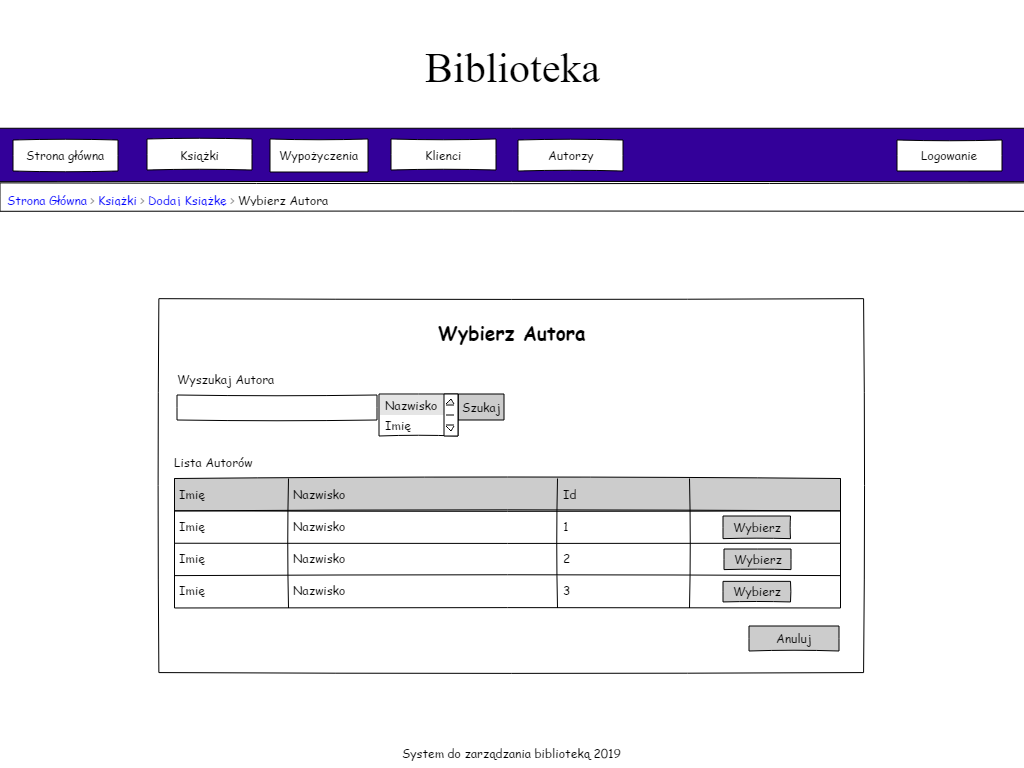 Biblioteka
Strona główna Książki Wypożyczenia Klienci Autorzy Logowanie
Strona Główna > Książki > Dodaj Książkę > Wybierz Autora
Wybierz Autora
Wyszukaj Autora
Nazwisko Szukaj
Imię
Lista Autorów
Imię Nazwisko Id
Imię Nazwisko 1 Wybierz
Imię Nazwisko 2 Wybierz
Imię Nazwisko 3 Wybierz
Anuluj
System do zarządzania biblioteką 2019